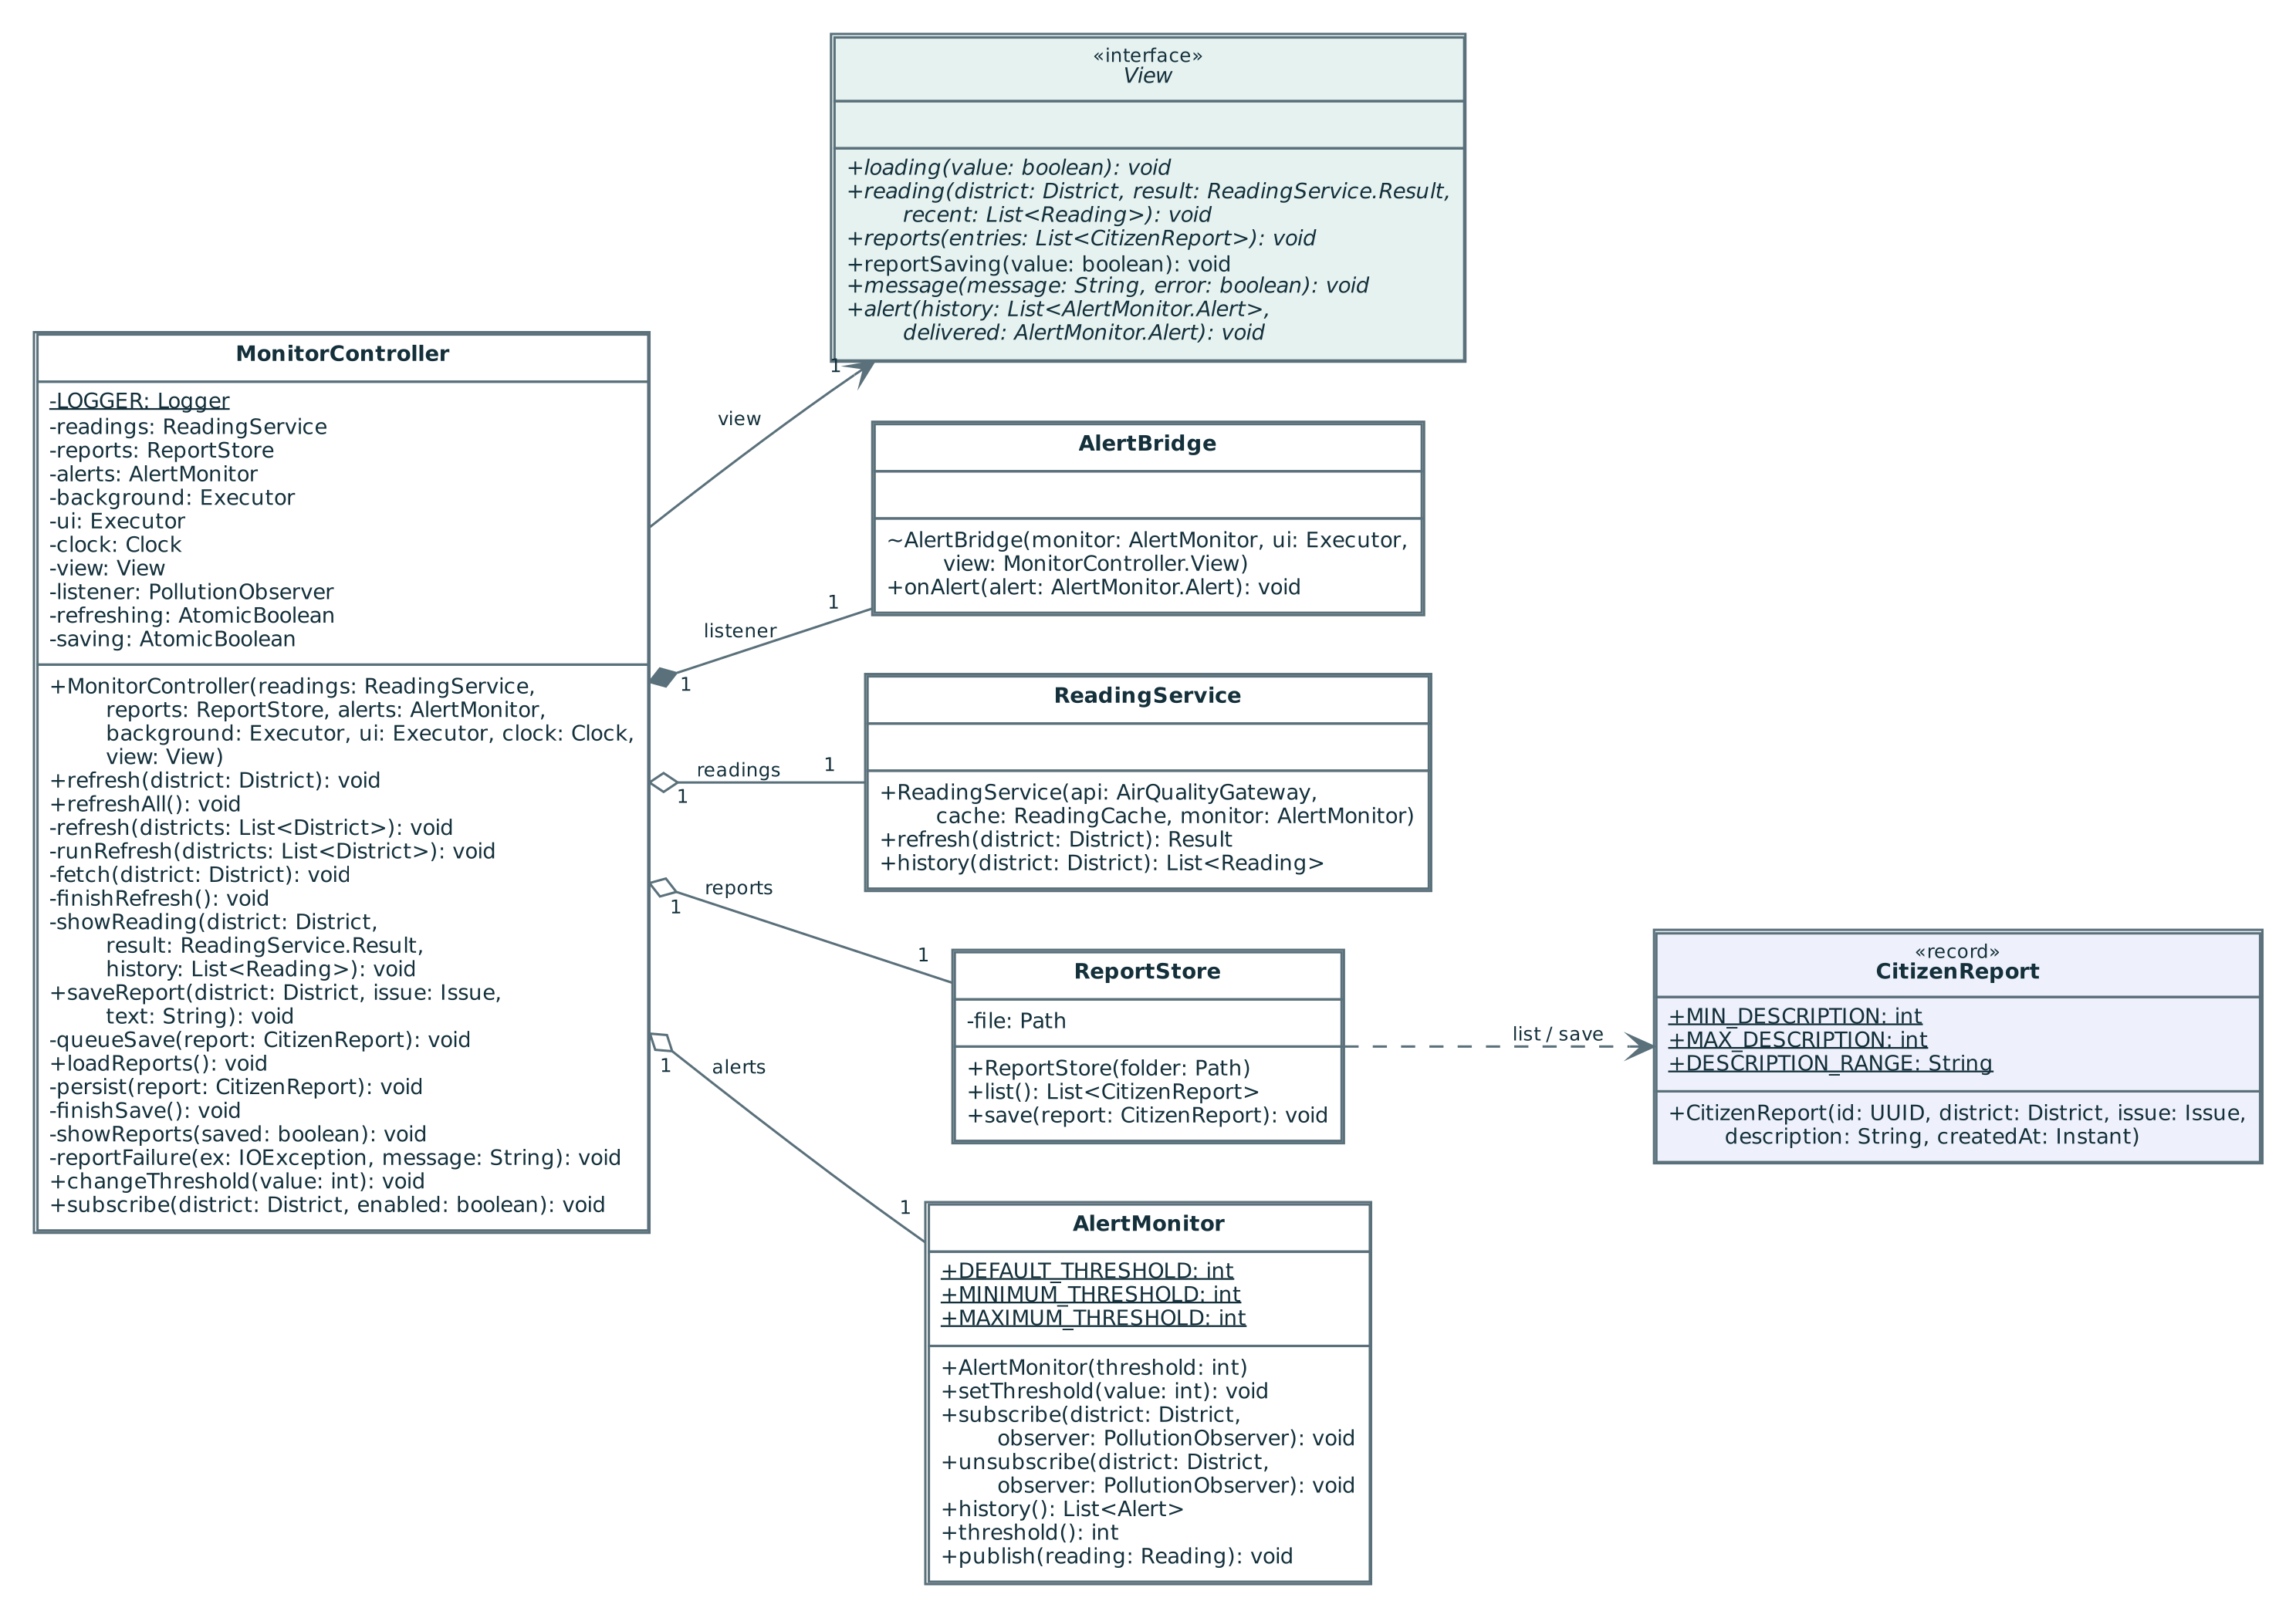 «interface»
View
+loading(value: boolean): void
+reading(district: District, result: ReadingService.Result,
recent: List<Reading>): void
+reports(entries: List<CitizenReport>): void
+reportSaving(value: boolean): void
+message(message: String, error: boolean): void
+alert(history: List<AlertMonitor.Alert>,
delivered: AlertMonitor.Alert): void
MonitorController
-LOGGER: Logger
-readings: ReadingService
-reports: ReportStore
-alerts: AlertMonitor
-background: Executor
-ui: Executor
-clock: Clock
-view: View
-listener: PollutionObserver
-refreshing: AtomicBoolean
-saving: AtomicBoolean
+MonitorController(readings: ReadingService,
reports: ReportStore, alerts: AlertMonitor,
background: Executor, ui: Executor, clock: Clock,
view: View)
+refresh(district: District): void
+refreshAll(): void
-refresh(districts: List<District>): void
-runRefresh(districts: List<District>): void
-fetch(district: District): void
-finishRefresh(): void
-showReading(district: District,
result: ReadingService.Result,
history: List<Reading>): void
+saveReport(district: District, issue: Issue,
text: String): void
-queueSave(report: CitizenReport): void
+loadReports(): void
-persist(report: CitizenReport): void
-finishSave(): void
-showReports(saved: boolean): void
-reportFailure(ex: IOException, message: String): void
+changeThreshold(value: int): void
+subscribe(district: District, enabled: boolean): void
1
view
AlertBridge
~AlertBridge(monitor: AlertMonitor, ui: Executor,
view: MonitorController.View)
+onAlert(alert: AlertMonitor.Alert): void
1
listener
1
ReadingService
+ReadingService(api: AirQualityGateway,
cache: ReadingCache, monitor: AlertMonitor)
+refresh(district: District): Result
+history(district: District): List<Reading>
readings
1
1
reports
1
1
ReportStore
-file: Path
+ReportStore(folder: Path)
+list(): List<CitizenReport>
+save(report: CitizenReport): void
list / save
«record»
CitizenReport
+MIN_DESCRIPTION: int
+MAX_DESCRIPTION: int
+DESCRIPTION_RANGE: String
+CitizenReport(id: UUID, district: District, issue: Issue,
description: String, createdAt: Instant)
1
alerts
1
AlertMonitor
+DEFAULT_THRESHOLD: int
+MINIMUM_THRESHOLD: int
+MAXIMUM_THRESHOLD: int
+AlertMonitor(threshold: int)
+setThreshold(value: int): void
+subscribe(district: District,
observer: PollutionObserver): void
+unsubscribe(district: District,
observer: PollutionObserver): void
+history(): List<Alert>
+threshold(): int
+publish(reading: Reading): void